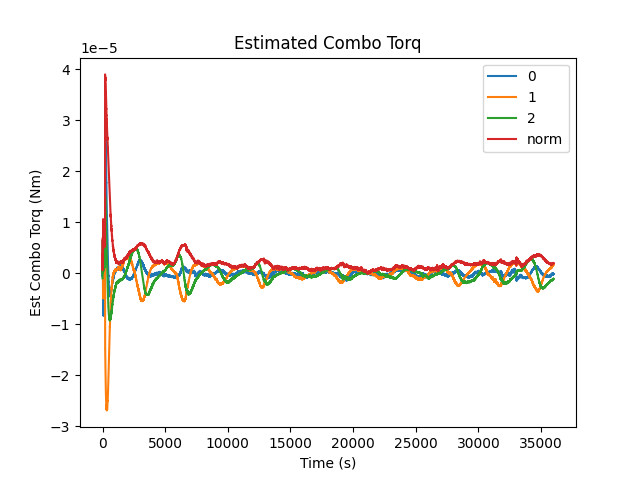 Estimated Combo Torq
1e−5
4
3
2
1
0
−1
−2
−3
Est Combo Torq (Nm)
0
1
2
norm
0 5000 10000 15000 20000 25000 30000 35000
Time (s)